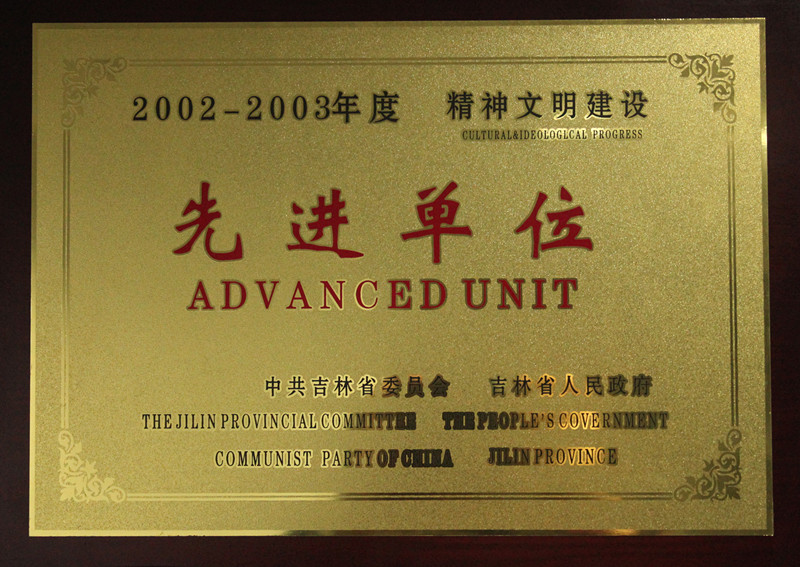 2002-2003年度 精神文明建设
CULTURAL&IDEOLOGLCAL PROGRESS
先进单位
ADVANCED UNIT
中共吉林省委员会 吉林省人民政府
THE JILIN PROVINCIAL COMMITTEE THE PEOPLE'S COVERNMENT
COMMUNIST PARTY OF CHINA JILIN PROVINCE